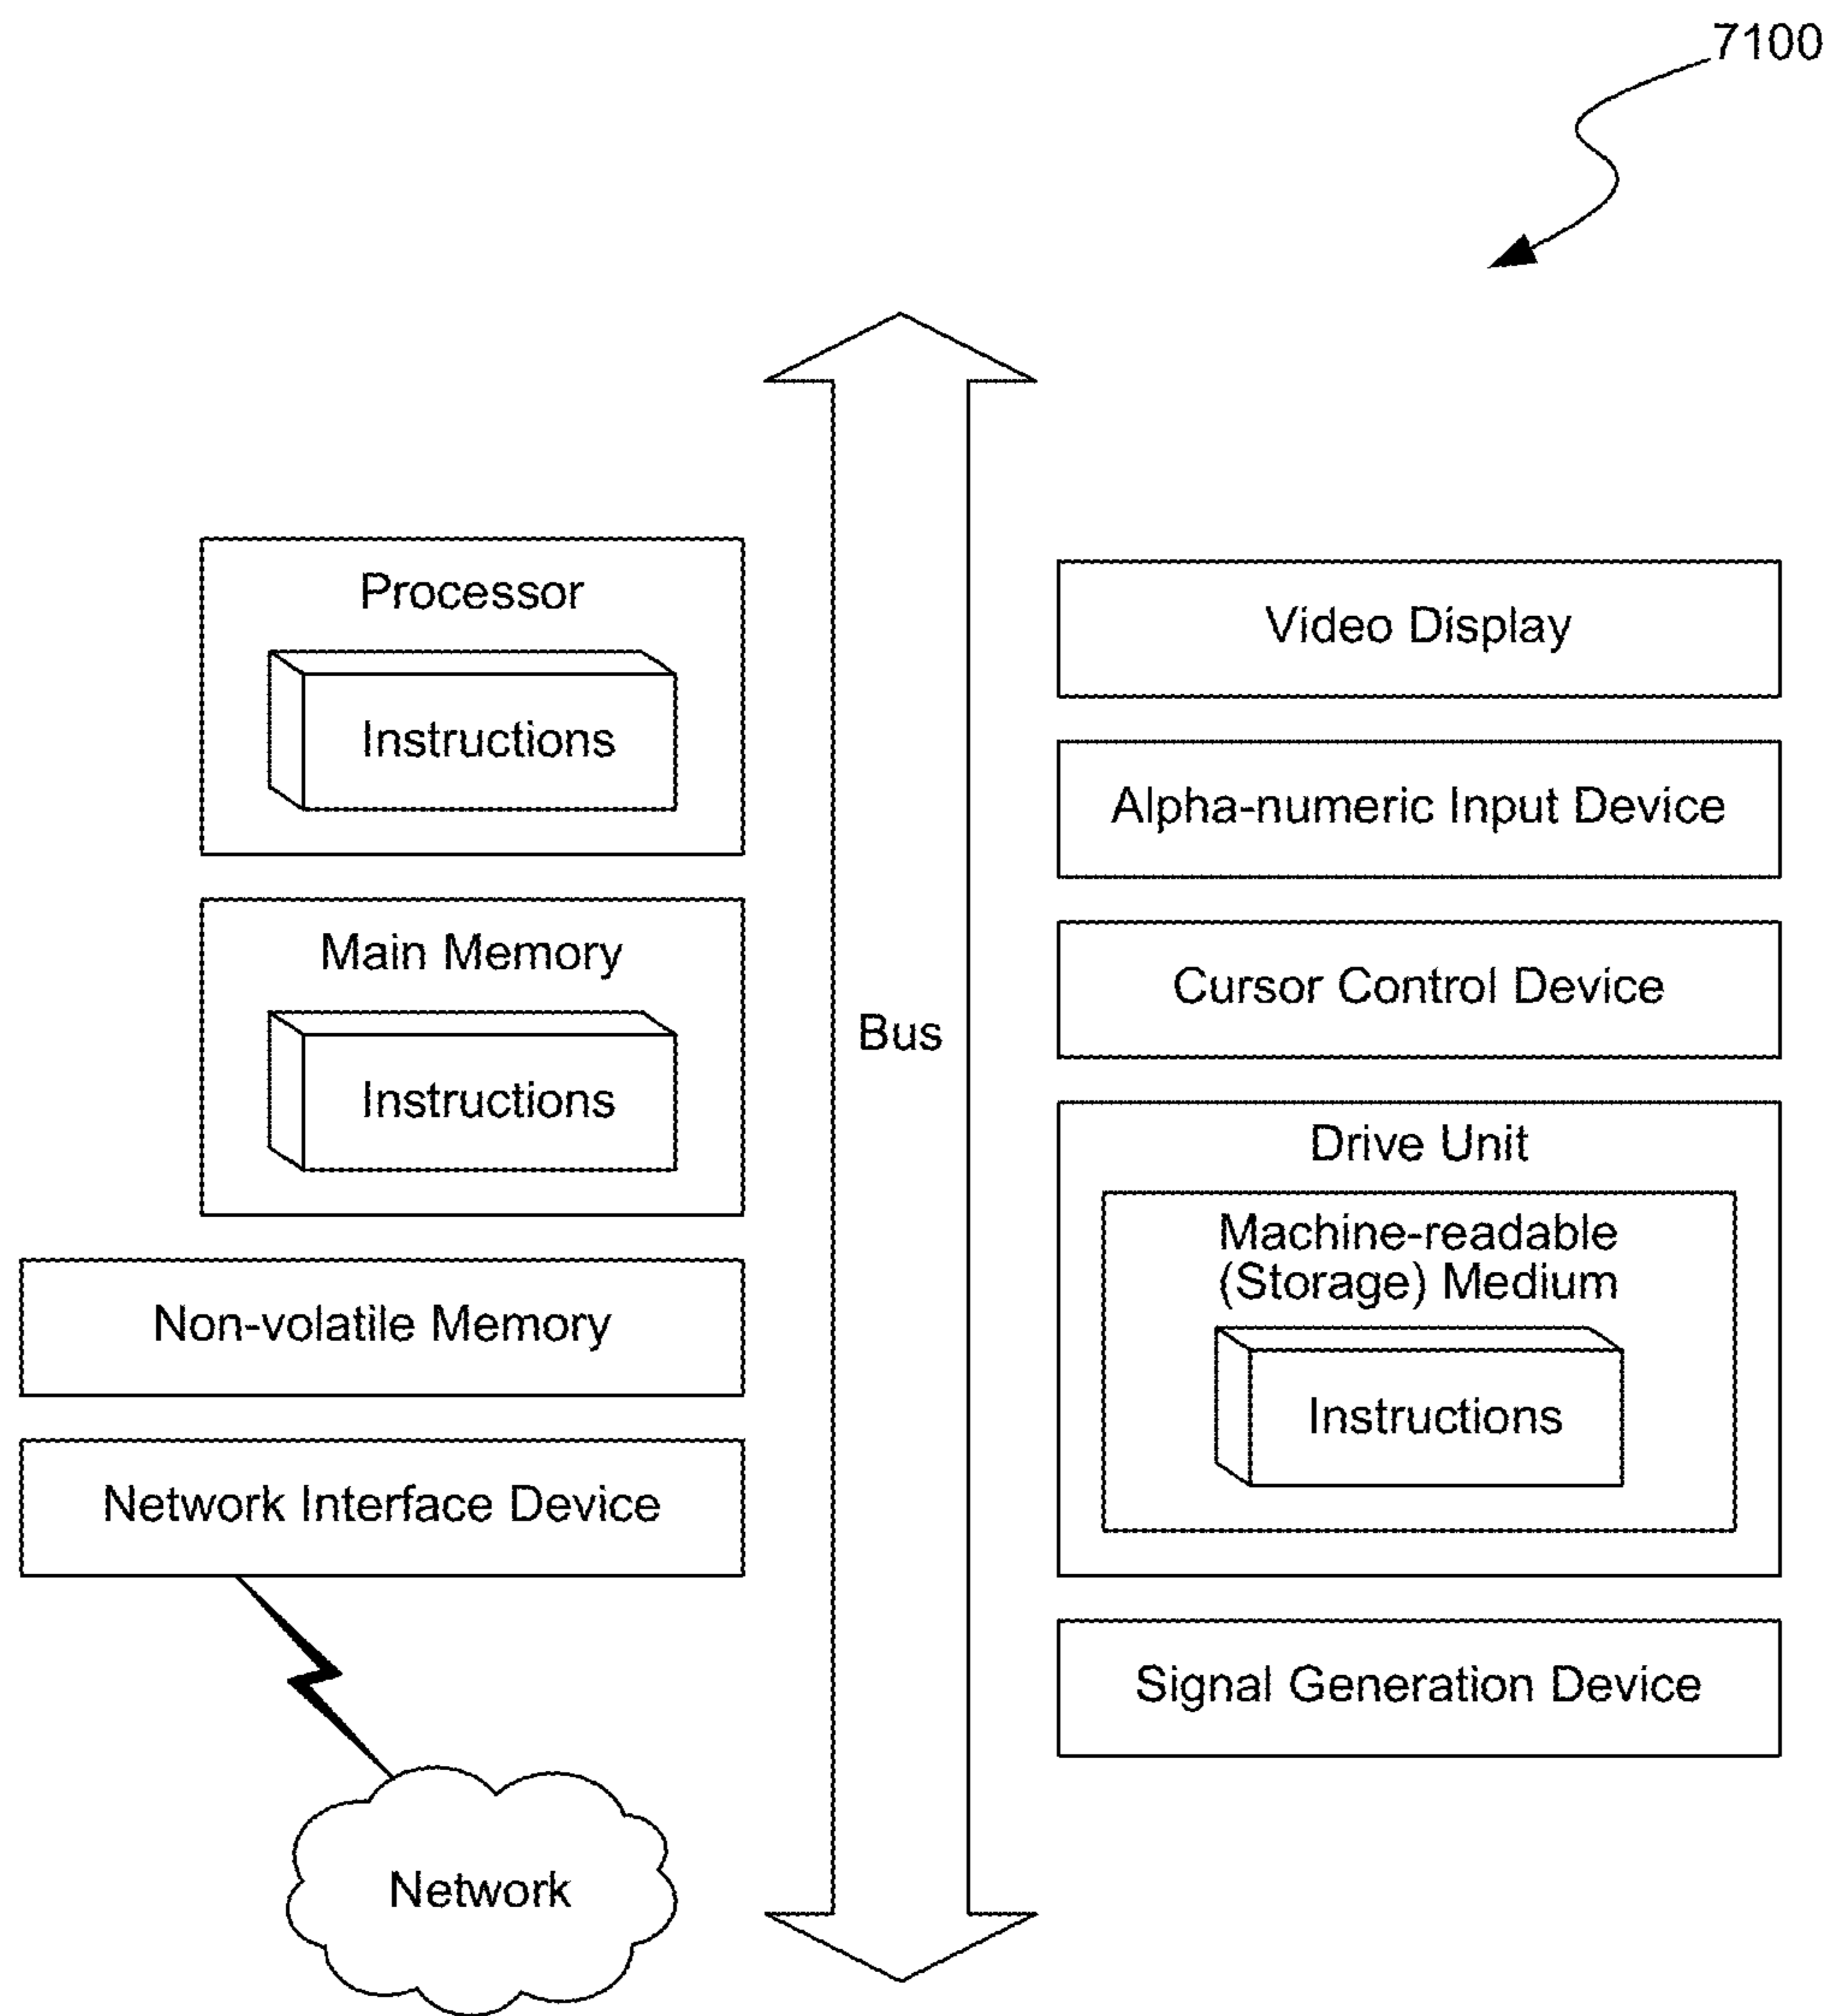 7100
Processor
Instructions
Main Memory
Instructions
Non-volatile Memory
Network Interface Device
Network
Bus
Video Display
Alpha-numeric Input Device
Cursor Control Device
Drive Unit
Machine-readable
(Storage) Medium
Instructions
Signal Generation Device